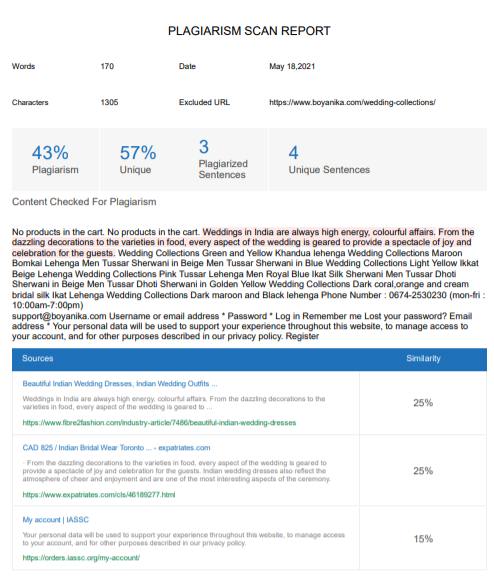 PLAGIARISM SCAN REPORT
Words 170 Date May 18,2021
Characters 1305 Excluded URL https://www.boyanika.com/wedding-collections/
43% 57% 3 4
Plagiarism Unique Plagiarized Sentences Unique Sentences
Content Checked For Plagiarism
No products in the cart. No products in the cart. Weddings in India are always high energy, colourful affairs. From the
dazzling decorations to the varieties in food, every aspect of the wedding is geared to provide a spectacle of joy and
celebration for the guests. Wedding Collections Green and Yellow Khandua lehenga Wedding Collections Maroon
Bomkai Lehenga Men Tussar Sherwani in Beige Men Tussar Sherwani in Blue Wedding Collections Light Yellow Ikkat
Beige Lehenga Wedding Collections Pink Tussar Lehenga Men Royal Blue Ikat Silk Sherwani Men Tussar Dhoti
Sherwani in Beige Men Tussar Dhoti Sherwani in Golden Yellow Wedding Collections Dark coral,orange and cream
bridal silk Ikat Lehenga Wedding Collections Dark maroon and Black lehenga Phone Number : 0674-2530230 (mon-fri :
10:00am-7:00pm)
support@boyanika.com Username or email address * Password * Log in Remember me Lost your password? Email
address * Your personal data will be used to support your experience throughout this website, to manage access to
your account, and for other purposes described in our privacy policy. Register
Sources Similarity
Beautiful Indian Wedding Dresses, Indian Wedding Outfits ...
Weddings in India are always high energy, colourful affairs. From the dazzling decorations to the
varieties in food, every aspect of the wedding is geared to ...
25%
https://www.fibre2fashion.com/industry-article/7486/beautiful-indian-wedding-dresses
CAD 825 / Indian Bridal Wear Toronto ... - expatriates.com
· From the dazzling decorations to the varieties in food, every aspect of the wedding is geared to
provide a spectacle of joy and celebration for the guests. Indian wedding dresses also reflect the
atmosphere of cheer and enjoyment and are one of the most interesting aspects of the ceremony.
25%
https://www.expatriates.com/cls/46189277.html
My account | IASSC
Your personal data will be used to support your experience throughout this website, to manage access
to your account, and for other purposes described in our privacy policy.
15%
https://orders.iassc.org/my-account/